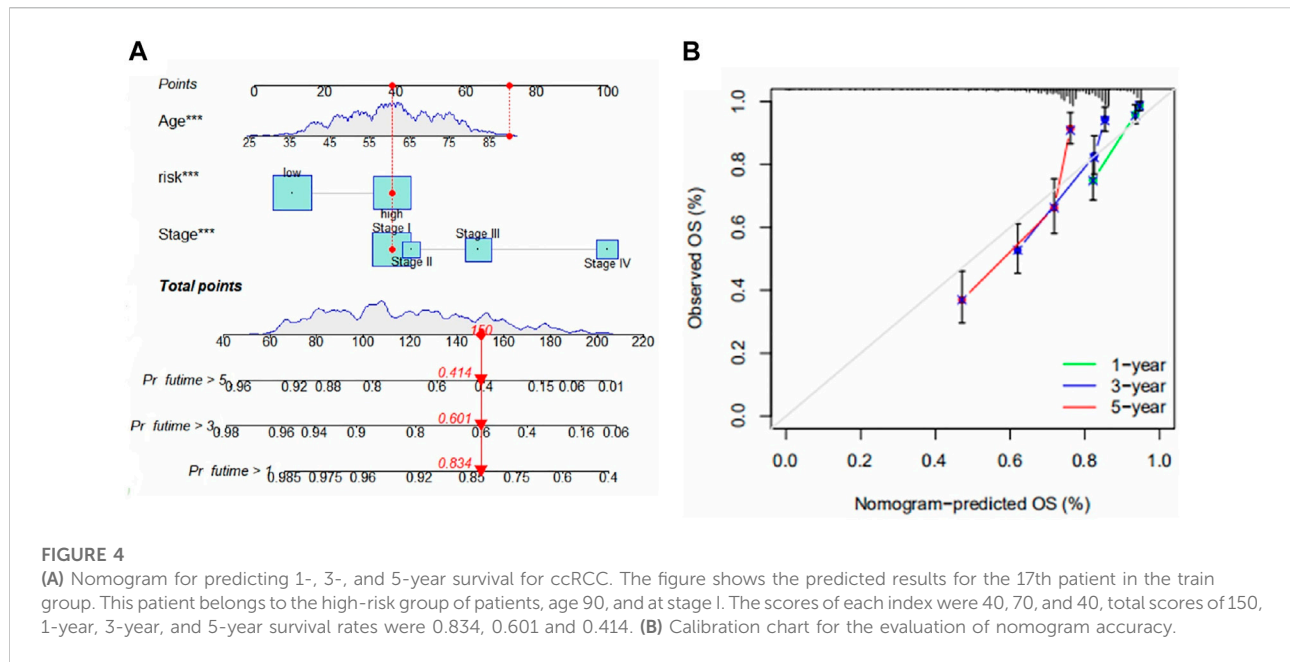 A
Points
0 20 40 60 80 100
Age***
25 35 45 55 65 75 85
low
risk***
high
Stage I
Stage III
Stage***
Stage II
Stage IV
Total points
150
40 60 80 100 120 140 160 180 200 220
0.414
Pr futime > 5
0.96 0.92 0.88 0.8 0.6 0.4 0.15 0.06 0.01
0.601
Pr futime > 3
0.98 0.96 0.94 0.9 0.8 0.6 0.4 0.16 0.06
0.834
Pr futime > 1
0.985 0.975 0.96 0.92 0.85 0.75 0.6 0.4
B
Observed OS (%)
1.0
0.8
0.6
0.4
0.2
0.0
1-year
3-year
5-year
0.0 0.2 0.4 0.6 0.8 1.0
Nomogram-predicted OS (%)
FIGURE 4
(A) Nomogram for predicting 1-, 3-, and 5-year survival for ccRCC. The figure shows the predicted results for the 17th patient in the train
group. This patient belongs to the high-risk group of patients, age 90, and at stage I. The scores of each index were 40, 70, and 40, total scores of 150,
1-year, 3-year, and 5-year survival rates were 0.834, 0.601 and 0.414. (B) Calibration chart for the evaluation of nomogram accuracy.